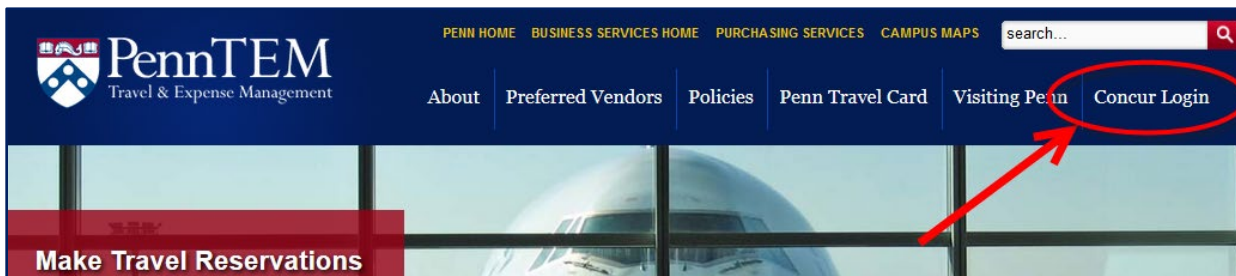 PENN HOME BUSINESS SERVICES HOME PURCHASING SERVICES CAMPUS MAPS search...
PennTEM
Travel & Expense Management
About Preferred Vendors Policies Penn Travel Card Visiting Penn Concur Login
Make Travel Reservations